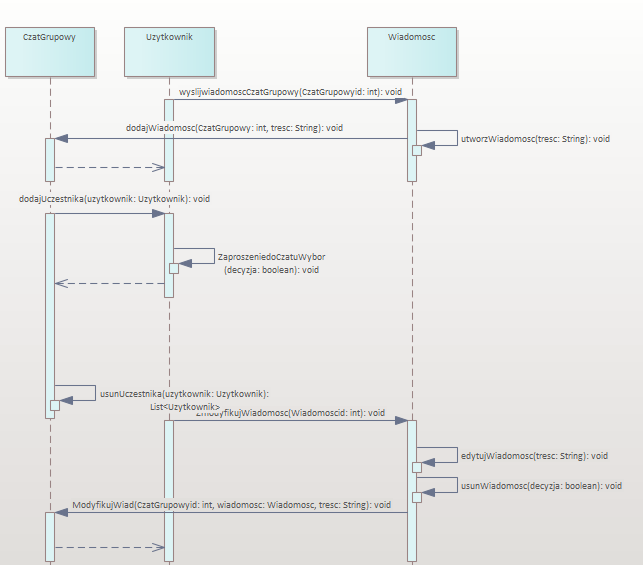 CzatGrupowy
Uzytkownik
Wiadomosc
wyslijwiadomoscCzatGrupowy(CzatGrupowyid: int): void
dodajWiadomosc(CzatGrupowy: int, tresc: String): void
utworzWiadomosc(tresc: String): void
dodajUczestnika(uzytkownik: Uzytkownik): void
ZaproszeniedoCzatuWybor
(decyzja: boolean): void
usunUczestnika(uzytkownik: Uzytkownik):
List<Uzytkownik>
ZmodyfikujWiadomosc(Wiadomoscid: int): void
edytujWiadomosc(tresc: String): void
usunWiadomosc(decyzja: boolean): void
ModyfikujWiad(CzatGrupowyid: int, wiadomosc: Wiadomosc, tresc: String): void